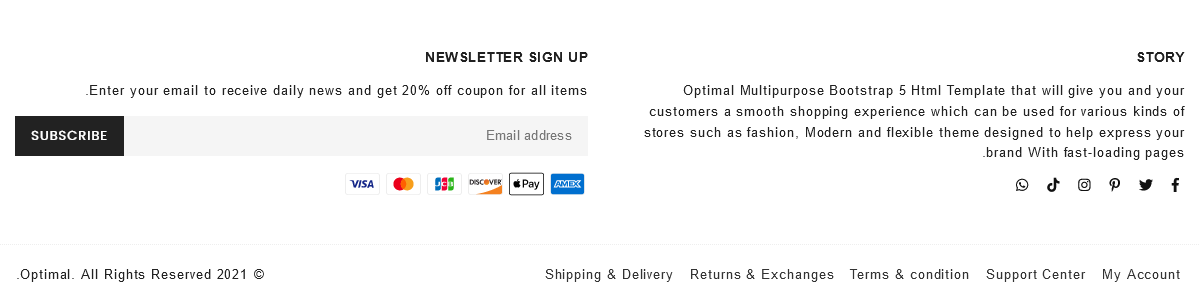 NEWSLETTER SIGN UP
.Enter your email to receive daily news and get 20% off coupon for all items
SUBSCRIBE Email address
VISA JCB DISCOVER Pay AMEX
STORY
Optimal Multipurpose Bootstrap 5 Html Template that will give you and your
customers a smooth shopping experience which can be used for various kinds of
stores such as fashion, Modern and flexible theme designed to help express your
.brand With fast-loading pages
.Optimal. All Rights Reserved 2021 ©
Shipping & Delivery Returns & Exchanges Terms & condition Support Center My Account